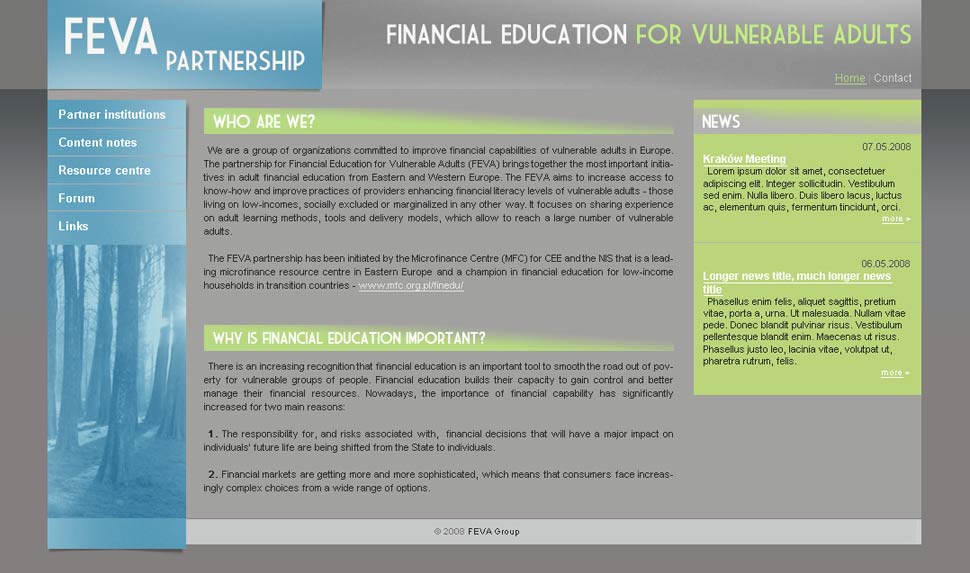 FEVA
PARTNERSHIP
FINANCIAL EDUCATION FOR VULNERABLE ADULTS
Home | Contact
Partner institutions
Content notes
Resource centre
Forum
Links
WHO ARE WE?
We are a group of organizations committed to improve financial capabilities of vulnerable adults in Europe.
The partnership for Financial Education for Vulnerable Adults (FEVA) brings together the most important initia-
tives in adult financial education from Eastern and Western Europe. The FEVA aims to increase access to
know-how and improve practices of providers enhancing financial literacy levels of vulnerable adults - those
living on low-incomes, socially excluded or marginalized in any other way. It focuses on sharing experience
on adult learning methods, tools and delivery models, which allow to reach a large number of vulnerable
adults.
The FEVA partnership has been initiated by the Microfinance Centre (MFC) for CEE and the NIS that is a lead-
ing microfinance resource centre in Eastern Europe and a champion in financial education for low-income
households in transition countries - www.mfc.org.pl/finedu/
WHY IS FINANCIAL EDUCATION IMPORTANT?
There is an increasing recognition that financial education is an important tool to smooth the road out of pov-
erty for vulnerable groups of people. Financial education builds their capacity to gain control and better
manage their financial resources. Nowadays, the importance of financial capability has significantly
increased for two main reasons:
1. The responsibility for, and risks associated with, financial decisions that will have a major impact on
individuals' future life are being shifted from the State to individuals.
2. Financial markets are getting more and more sophisticated, which means that consumers face increas-
ingly complex choices from a wide range of options.
NEWS
07.05.2008
Kraków Meeting
Lorem ipsum dolor sit amet, consectetuer
adipiscing elit. Integer sollicitudin. Vestibulum
sed enim. Nulla libero. Duis libero lacus, luctus
ac, elementum quis, fermentum tincidunt, orci.
more »
06.05.2008
Longer news title, much longer news
title
Phasellus enim felis, aliquet sagittis, pretium
vitae, porta a, urna. Ut malesuada. Nullam vitae
pede. Donec blandit pulvinar risus. Vestibulum
pellentesque blandit enim. Maecenas ut risus.
Phasellus justo leo, lacinia vitae, volutpat ut,
pharetra rutrum, felis.
more »
© 2008 FEVA Group